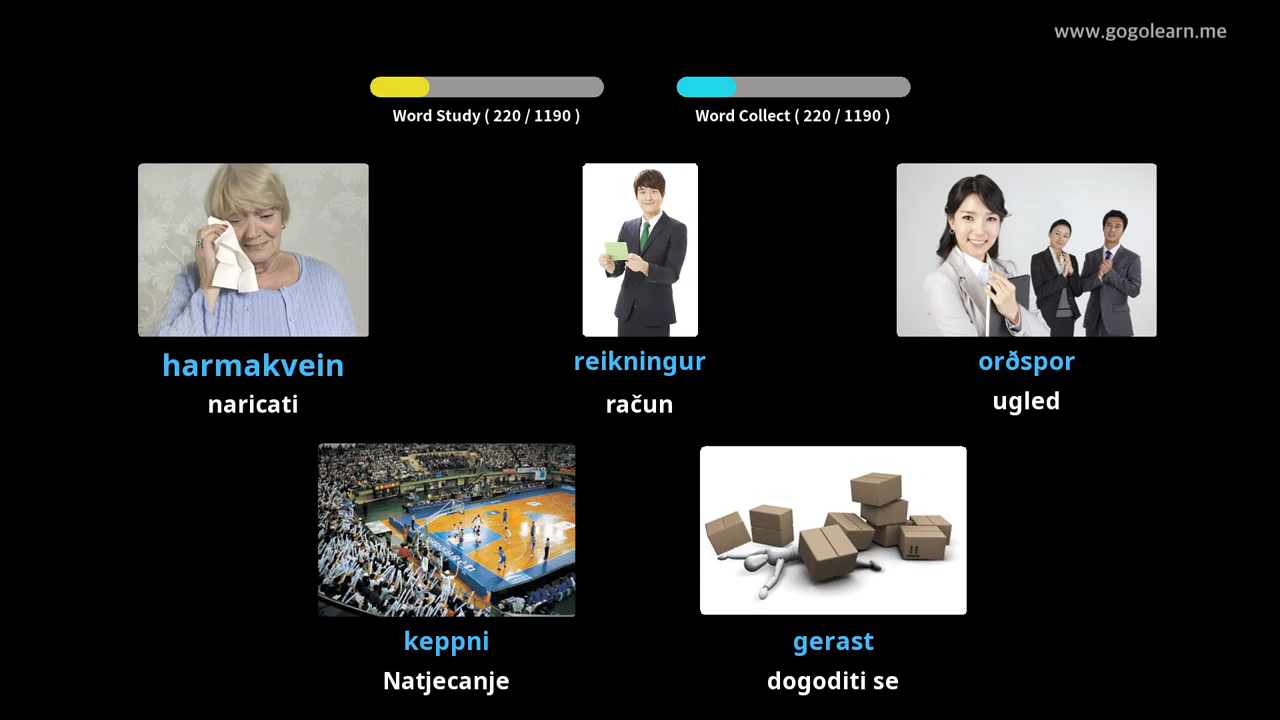 www.gogolearn.me
Word Study ( 220 / 1190 )
Word Collect ( 220 / 1190 )
harmakvein
naricati
reikningur
račun
orðspor
ugled
keppni
Natjecanje
gerast
dogoditi se